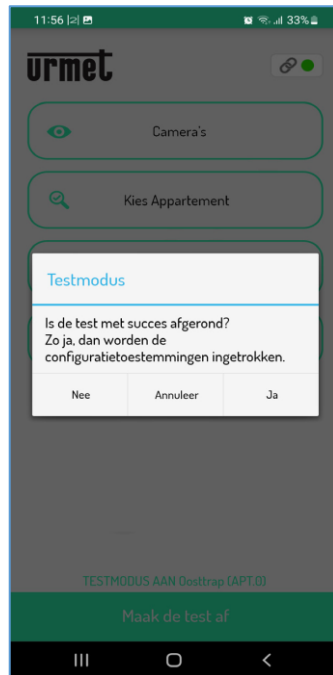 11:56
33%
urmet
Camera's
Kies Appartement
Testmodus
Is de test met succes afgerond?
Zo ja, dan worden de
configuratietoestemmingen ingetrokken.
Nee Annuleer Ja
TESTMODUS AAN Oosttrap (APT.0)
Maak de test af